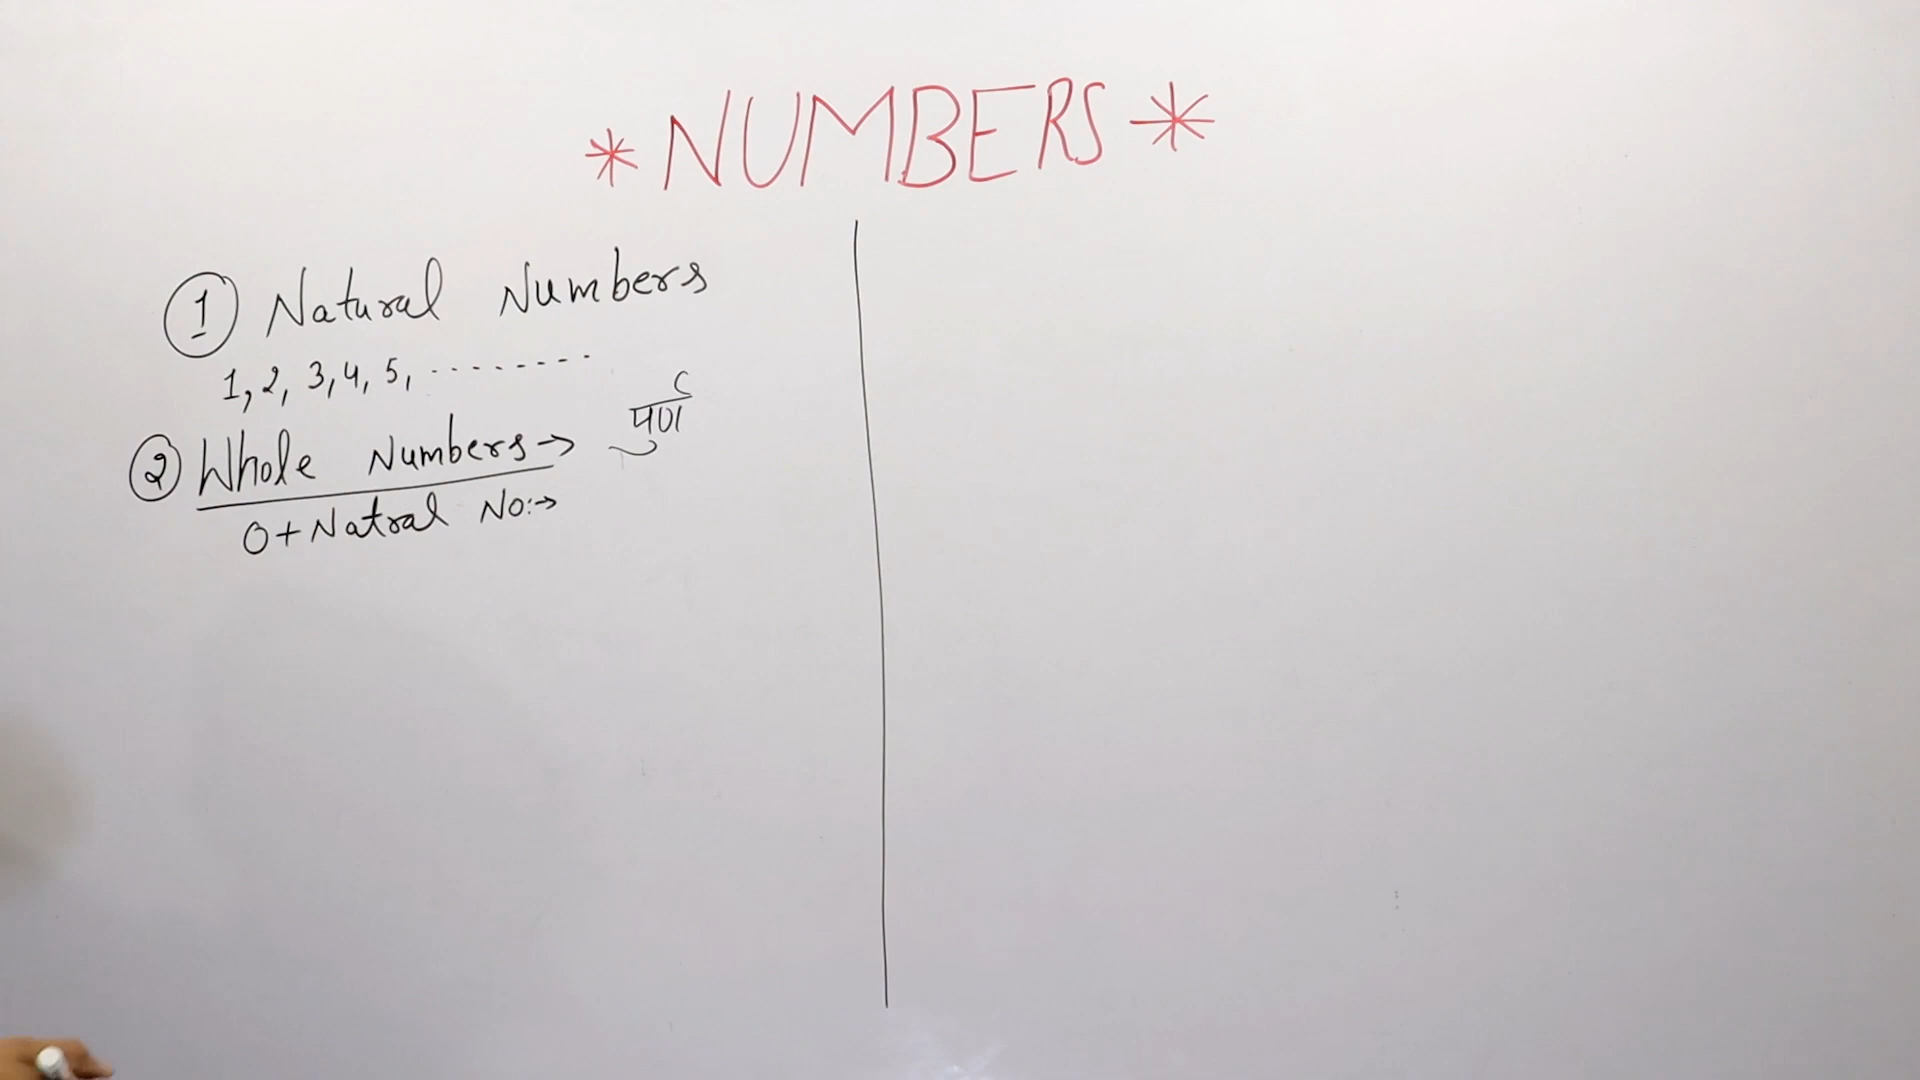 * NUMBERS *
① Natural Numbers
1, 2, 3, 4, 5, ........
② Whole Numbers → पूर्ण
0 + Natral No:→